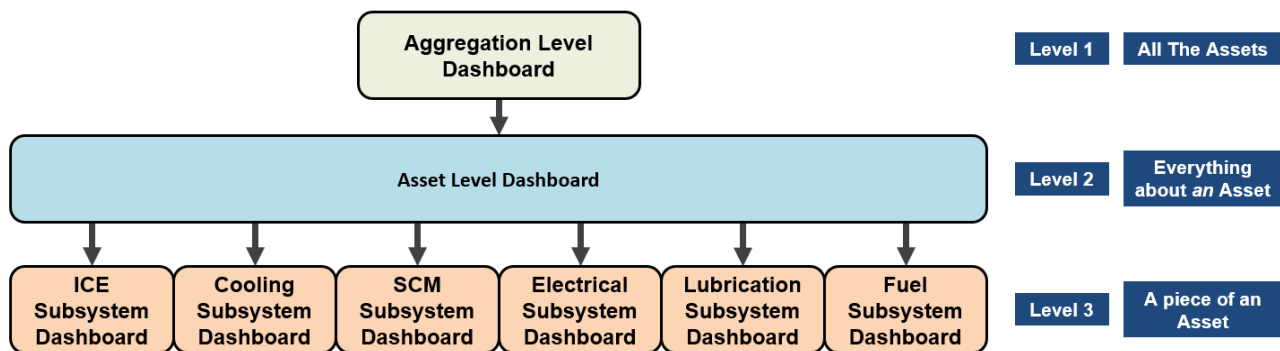 Aggregation Level
Dashboard
Level 1
All The Assets
Asset Level Dashboard
Level 2
Everything
about an Asset
ICE
Subsystem
Dashboard
Cooling
Subsystem
Dashboard
SCM
Subsystem
Dashboard
Electrical
Subsystem
Dashboard
Lubrication
Subsystem
Dashboard
Fuel
Subsystem
Dashboard
Level 3
A piece of an
Asset